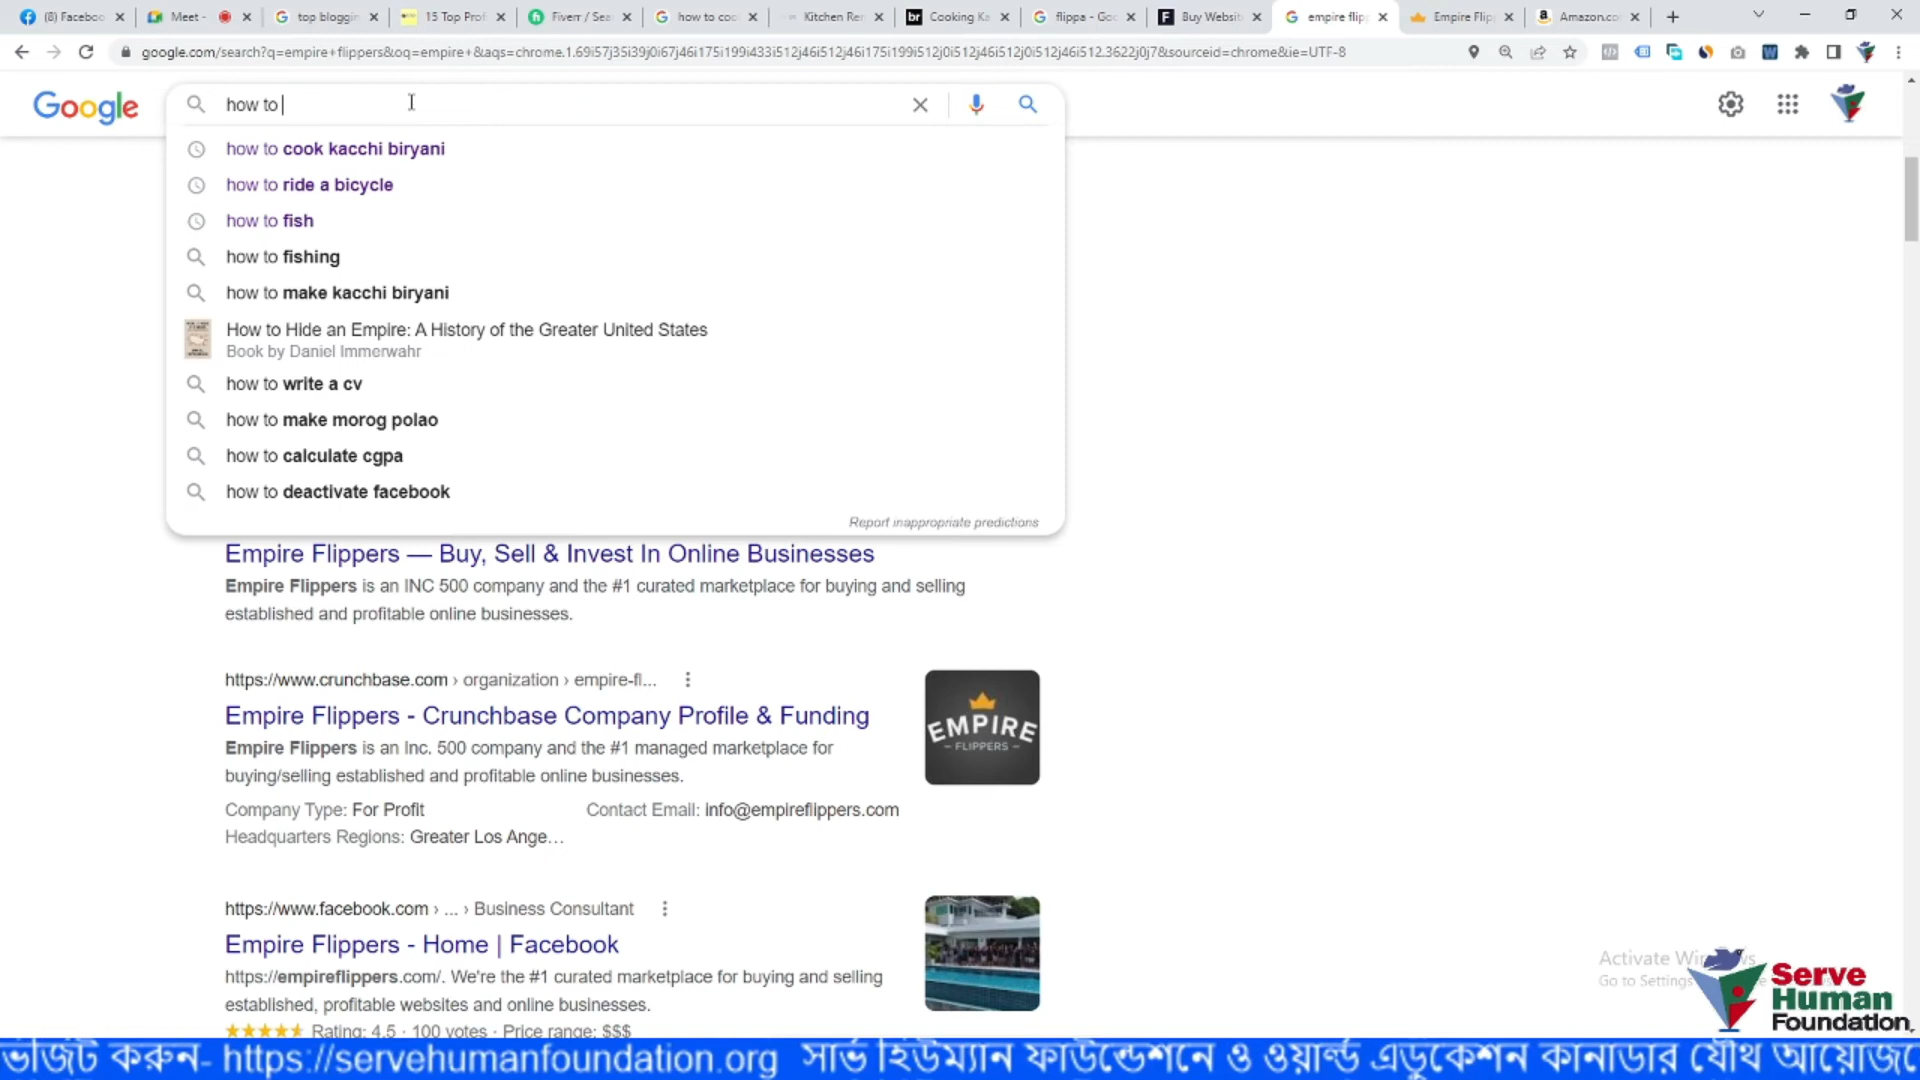 (8) Faceboo
Meet -
top bloggin
15 Top Prof
Fiverr / Sea
how to coo
Kitchen Rer
Cooking Ka
flippa - Goo
Buy Website
empire flip
Empire Flip
Amazon.co
google.com/search?q=empire+flippers&oq=empire+&aqs=chrome.1.69i57j35i39j0i67j46i175i199i433i512j46i512j46i175i199i512j0i512j46i512j0i512j46i512.3622j0j7&sourceid=chrome&ie=UTF-8
Google
how to
how to cook kacchi biryani
how to ride a bicycle
how to fish
how to fishing
how to make kacchi biryani
How to Hide an Empire: A History of the Greater United States
Book by Daniel Immerwahr
how to write a cv
how to make morog polao
how to calculate cgpa
how to deactivate facebook
Report inappropriate predictions
Empire Flippers — Buy, Sell & Invest In Online Businesses
Empire Flippers is an INC 500 company and the #1 curated marketplace for buying and selling
established and profitable online businesses.
https://www.crunchbase.com › organization › empire-fl...
Empire Flippers - Crunchbase Company Profile & Funding
Empire Flippers is an Inc. 500 company and the #1 managed marketplace for
buying/selling established and profitable online businesses.
Company Type: For Profit
Contact Email: info@empireflippers.com
Headquarters Regions: Greater Los Ange...
EMPIRE
FLIPPERS
https://www.facebook.com › ... › Business Consultant
Empire Flippers - Home | Facebook
https://empireflippers.com/. We're the #1 curated marketplace for buying and selling
established, profitable websites and online businesses.
Rating: 4.5 · 100 votes · Price range: $$$
Activate Win
Go to Settings
Serve
Human
Foundation
ভিজিট করুন- https://servehumanfoundation.org সার্ভ হিউম্যান ফাউন্ডেশনে ও ওয়ার্ল্ড এডুকেশন কানাডার যৌথ আয়োজে